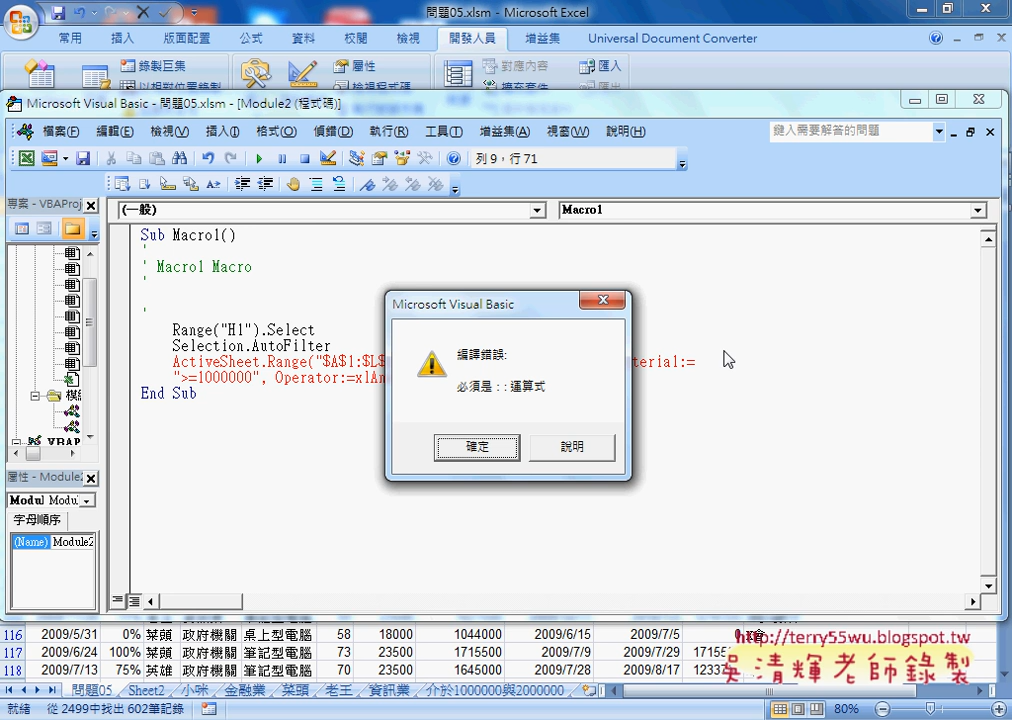 問題05.xlsm - Microsoft Excel
常用 插入 版面配置 公式 資料 校閱 檢視 開發人員 增益集 Universal Document Converter
錄製巨集 屬性 對應內容 匯入
Microsoft Visual Basic - 問題05.xlsm - [Module2 (程式碼)]
檔案(F) 編輯(E) 檢視(V) 插入(I) 格式(O) 偵錯(D) 執行(R) 工具(T) 增益集(A) 視窗(W) 說明(H) 鍵入需要解答的問題
列 9，行 71
專案 - VBAProj
(一般) Macro1
Sub Macro1()
'
' Macro1 Macro
'
'
Range("H1").Select
Selection.AutoFilter
ActiveSheet.Range("$A$1:$L$
">=1000000", Operator:=xlAn
End Sub
Microsoft Visual Basic
編譯錯誤:
必須是 : : 運算式
確定 說明
VBAP
屬性 - Module2
Modul Modu
字母順序
(Name) Module2
116 2009/5/31 0% 菜頭 政府機關 桌上型電腦 58 18000 1044000 2009/6/15 2009/7/5
117 2009/6/24 100% 菜頭 政府機關 筆記型電腦 73 23500 1715500 2009/7/9 2009/7/29
118 2009/7/13 75% 英雄 政府機關 筆記型電腦 70 23500 1645000 2009/7/28 2009/8/17
http://terry55wu.blogspot.tw
吳清輝老師錄製
問題05 Sheet2 小咪 金融業 菜頭 老王 資訊業 介於1000000與2000000
就緒 從 2499中找出 602筆記錄 80%